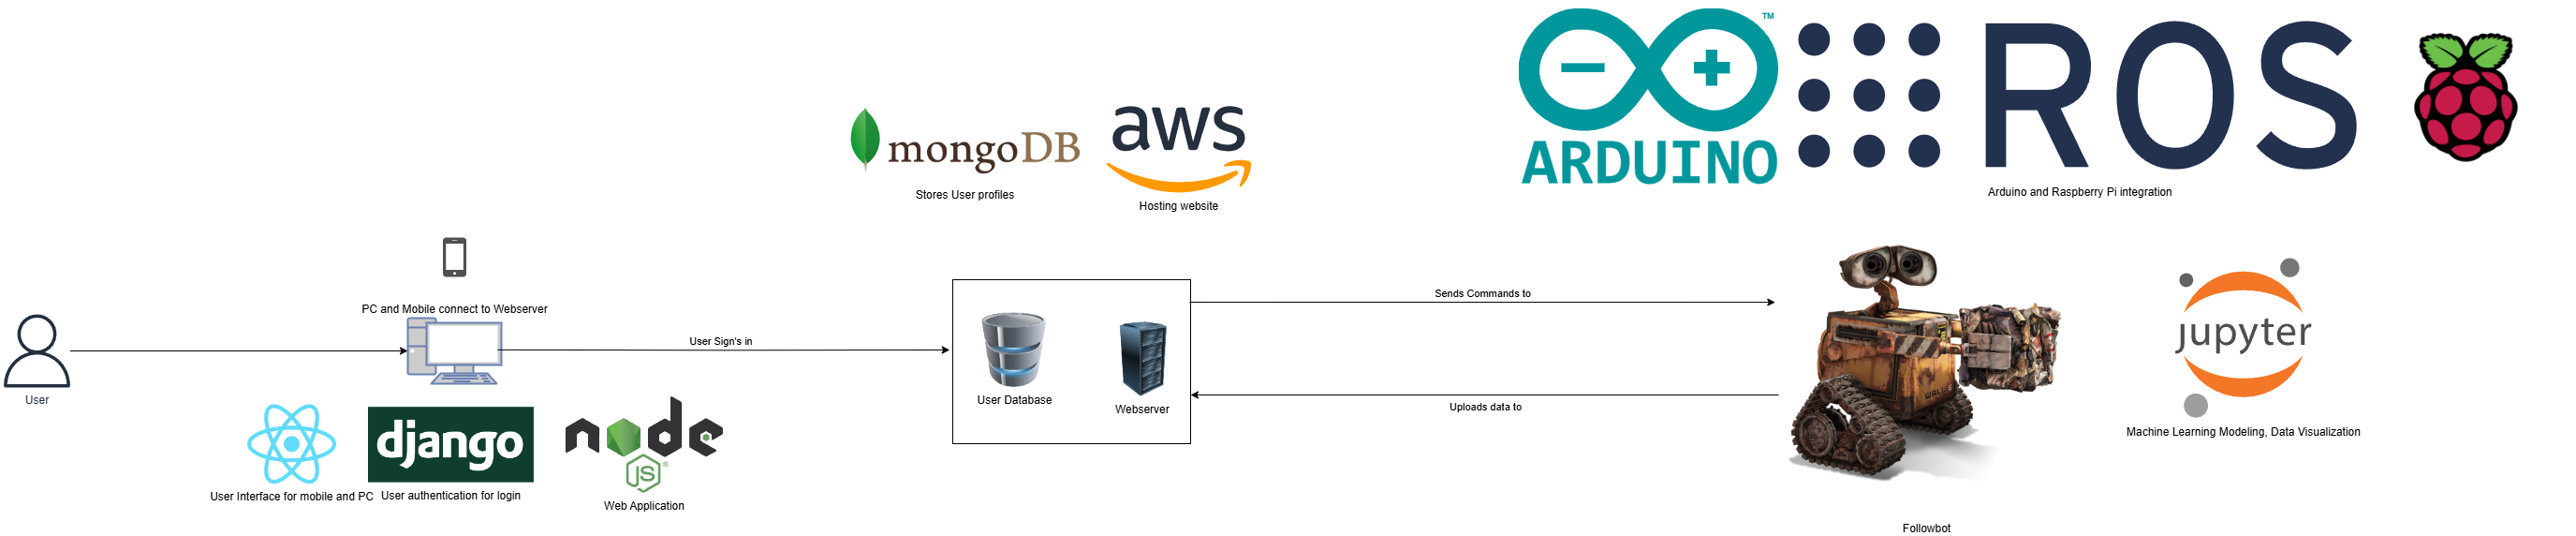 mongoDB
Stores User profiles
aws
Hosting website
ARDUINO
TM
ROS
Arduino and Raspberry Pi integration
PC and Mobile connect to Webserver
User
User Sign's in
User Interface for mobile and PC
django
User authentication for login
node
JS
®
Web Application
User Database
Webserver
Sends Commands to
Uploads data to
WALL·E
Followbot
jupyter
Machine Learning Modeling, Data Visualization